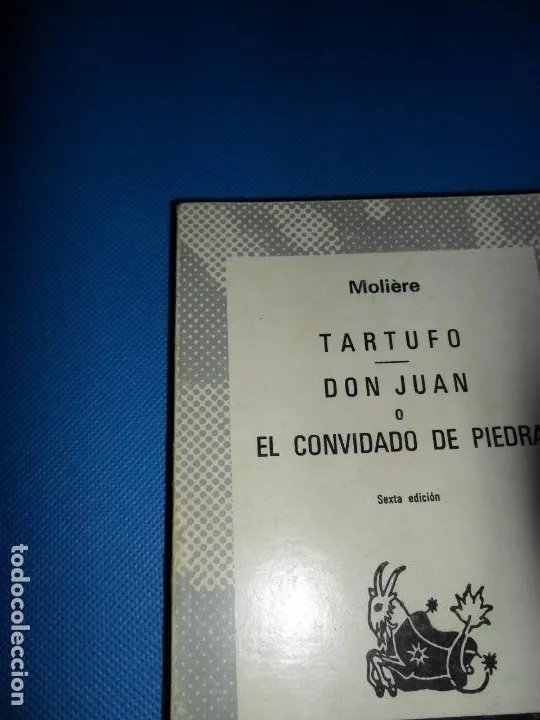 Molière
TARTUFO
DON JUAN
O
EL CONVIDADO DE PIEDRA
Sexta edición
todocoleccion